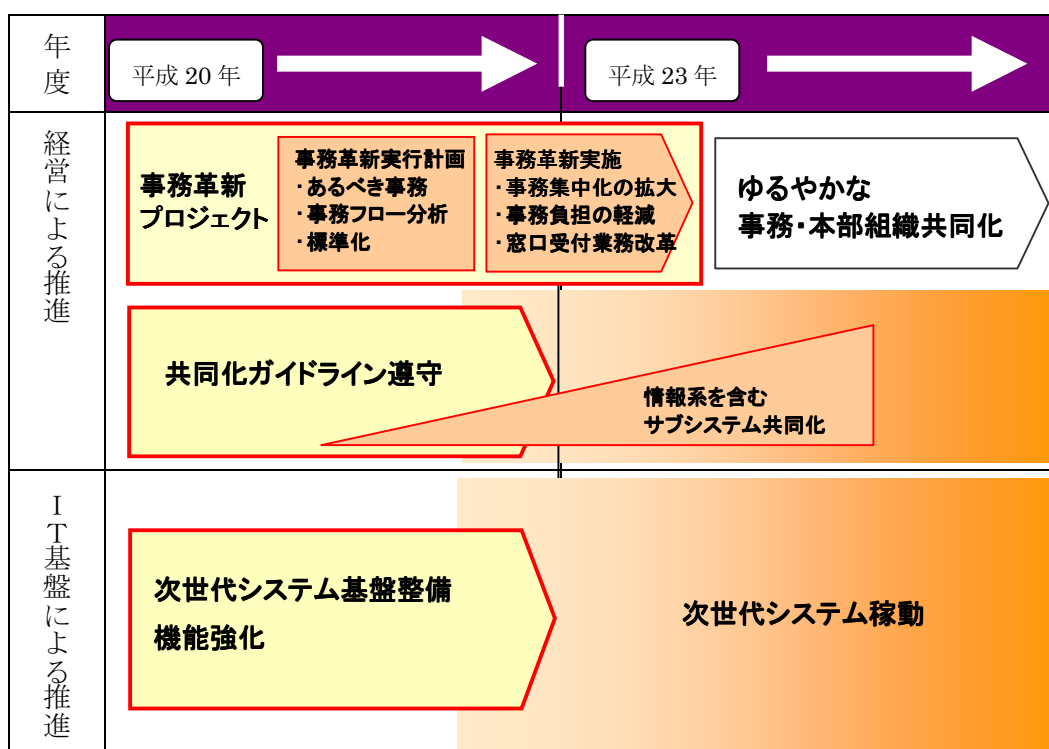 年度
平成 20 年
平成 23 年
経営による推進
事務革新
プロジェクト
事務革新実行計画
・あるべき事務
・事務フロー分析
・標準化
事務革新実施
・事務集中化の拡大
・事務負担の軽減
・窓口受付業務改革
ゆるやかな
事務・本部組織共同化
共同化ガイドライン遵守
情報系を含む
サブシステム共同化
IT基盤による推進
次世代システム基盤整備
機能強化
次世代システム稼動